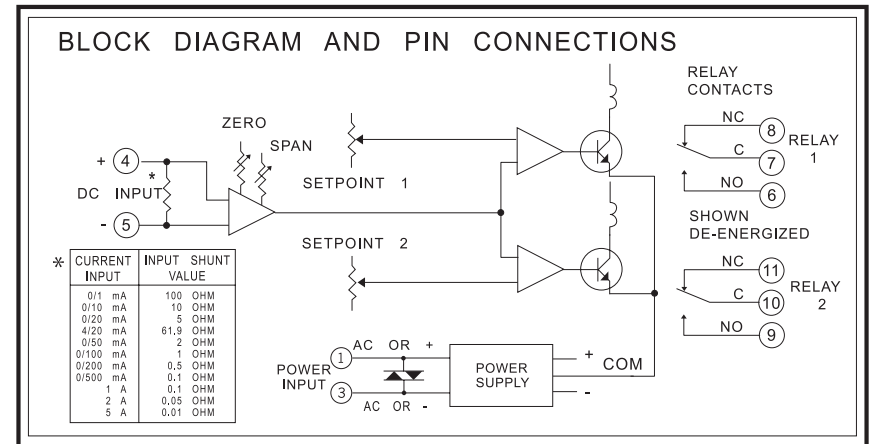 BLOCK DIAGRAM AND PIN CONNECTIONS
RELAY
CONTACTS
ZERO
SPAN
NC
8
RELAY
1
C
7
NO
6
+ 4
*
DC INPUT
- 5
SETPOINT 1
SHOWN
DE-ENERGIZED
SETPOINT 2
NC
11
RELAY
2
C
10
NO
9
*
CURRENT INPUT SHUNT
INPUT VALUE
0/1 mA 100 OHM
0/10 mA 10 OHM
0/20 mA 5 OHM
4/20 mA 61.9 OHM
0/50 mA 2 OHM
0/100 mA 1 OHM
0/200 mA 0.5 OHM
0/500 mA 0.1 OHM
1 A 0.1 OHM
2 A 0.05 OHM
5 A 0.01 OHM
POWER
INPUT
1
AC OR +
3
AC OR -
POWER
SUPPLY
+
COM
-